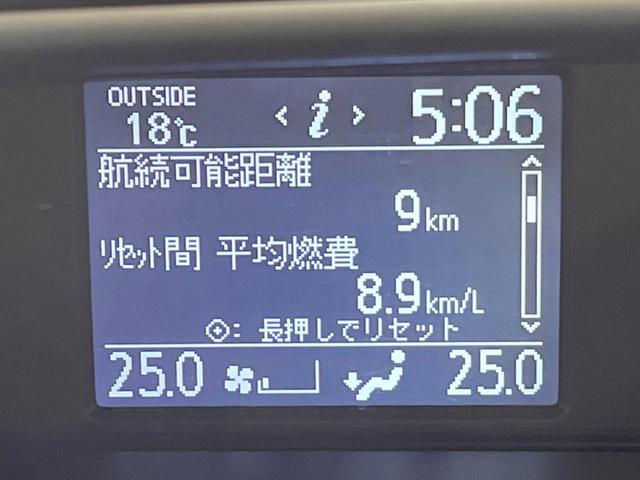 OUTSIDE
18℃
< i >
5:06
航続可能距離
9km
ﾘｾｯﾄ間 平均燃費
8.9km/L
◉: 長押しでリセット
25.0
25.0